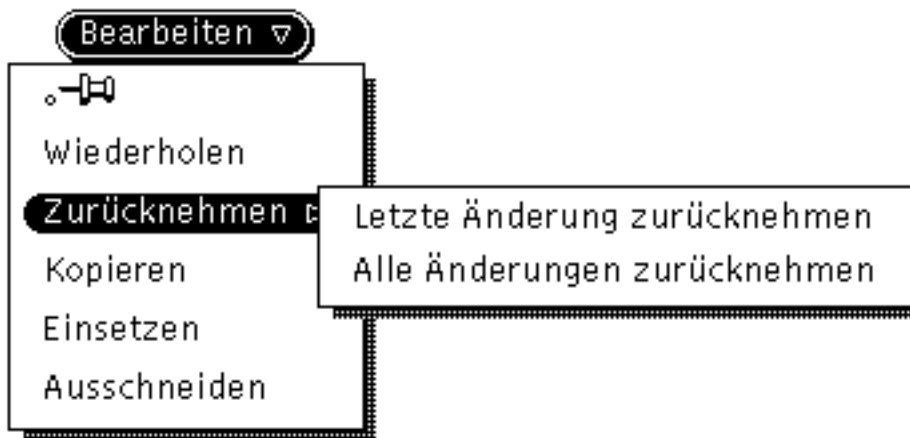 Bearbeiten
Wiederholen
Zurücknehmen
Letzte Änderung zurücknehmen
Alle Änderungen zurücknehmen
Kopieren
Einsetzen
Ausschneiden